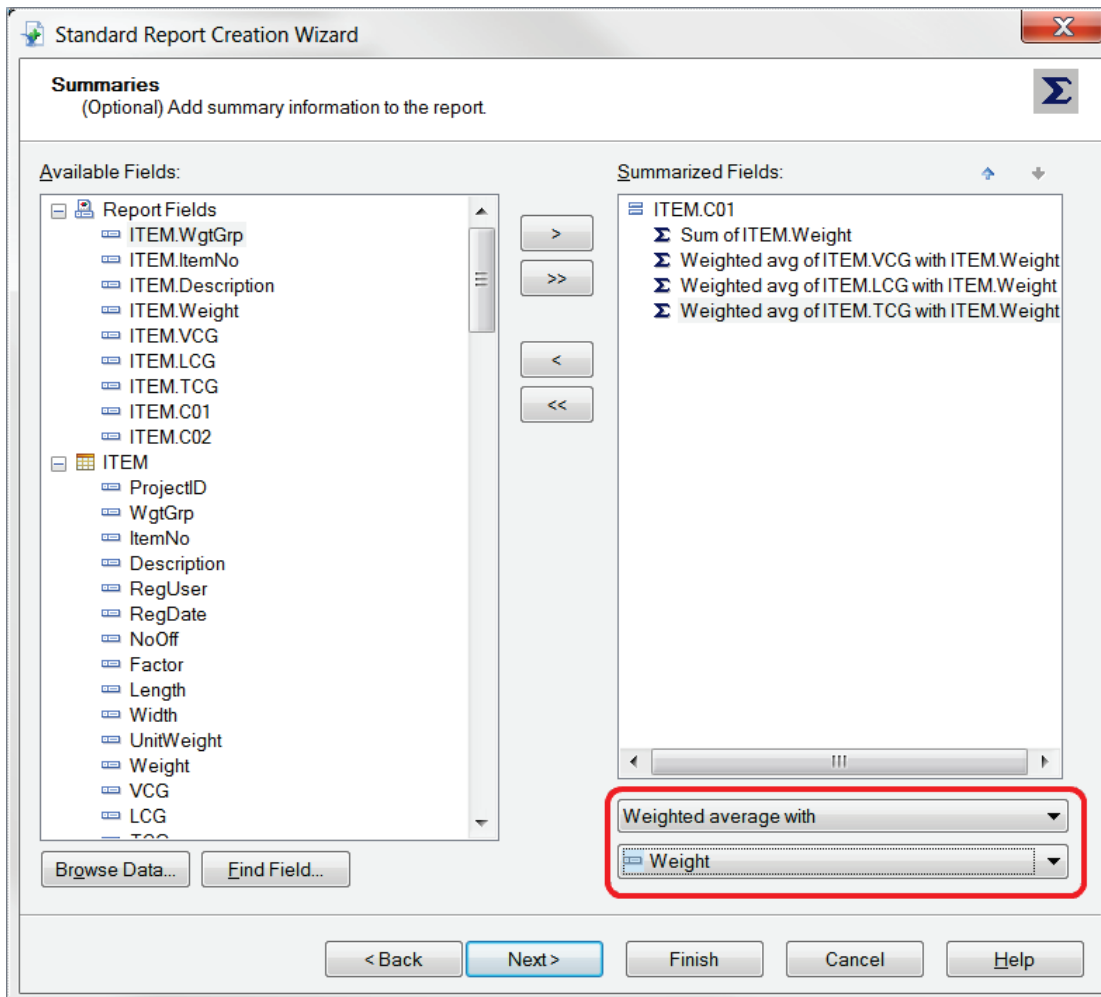 Standard Report Creation Wizard
X
Summaries
(Optional) Add summary information to the report.
Σ
Available Fields:
Report Fields
ITEM.WgtGrp
ITEM.ItemNo
ITEM.Description
ITEM.Weight
ITEM.VCG
ITEM.LCG
ITEM.TCG
ITEM.C01
ITEM.C02
ITEM
ProjectID
WgtGrp
ItemNo
Description
RegUser
RegDate
NoOff
Factor
Length
Width
UnitWeight
Weight
VCG
LCG
TCG
Browse Data...
Find Field...
>
>>
<
<<
Summarized Fields:
ITEM.C01
Σ Sum of ITEM.Weight
Σ Weighted avg of ITEM.VCG with ITEM.Weight
Σ Weighted avg of ITEM.LCG with ITEM.Weight
Σ Weighted avg of ITEM.TCG with ITEM.Weight
Weighted average with
Weight
< Back
Next >
Finish
Cancel
Help